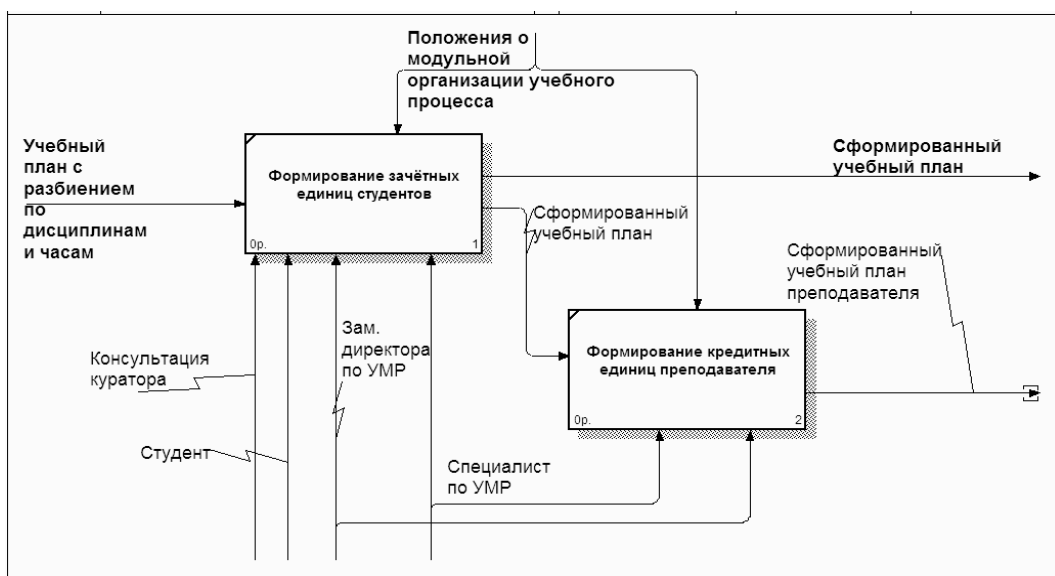 Положения о
модульной
организации учебного
процесса
Учебный
план с
разбиением
по
дисциплинам
и часам
Формирование зачётных
единиц студентов
0р.
1
Сформированный
учебный план
Сформированный
учебный план
Сформированный
учебный план
преподавателя
Зам.
директора
по УМР
Формирование кредитных
единиц преподавателя
0р.
2
Консультация
куратора
Студент
Специалист
по УМР